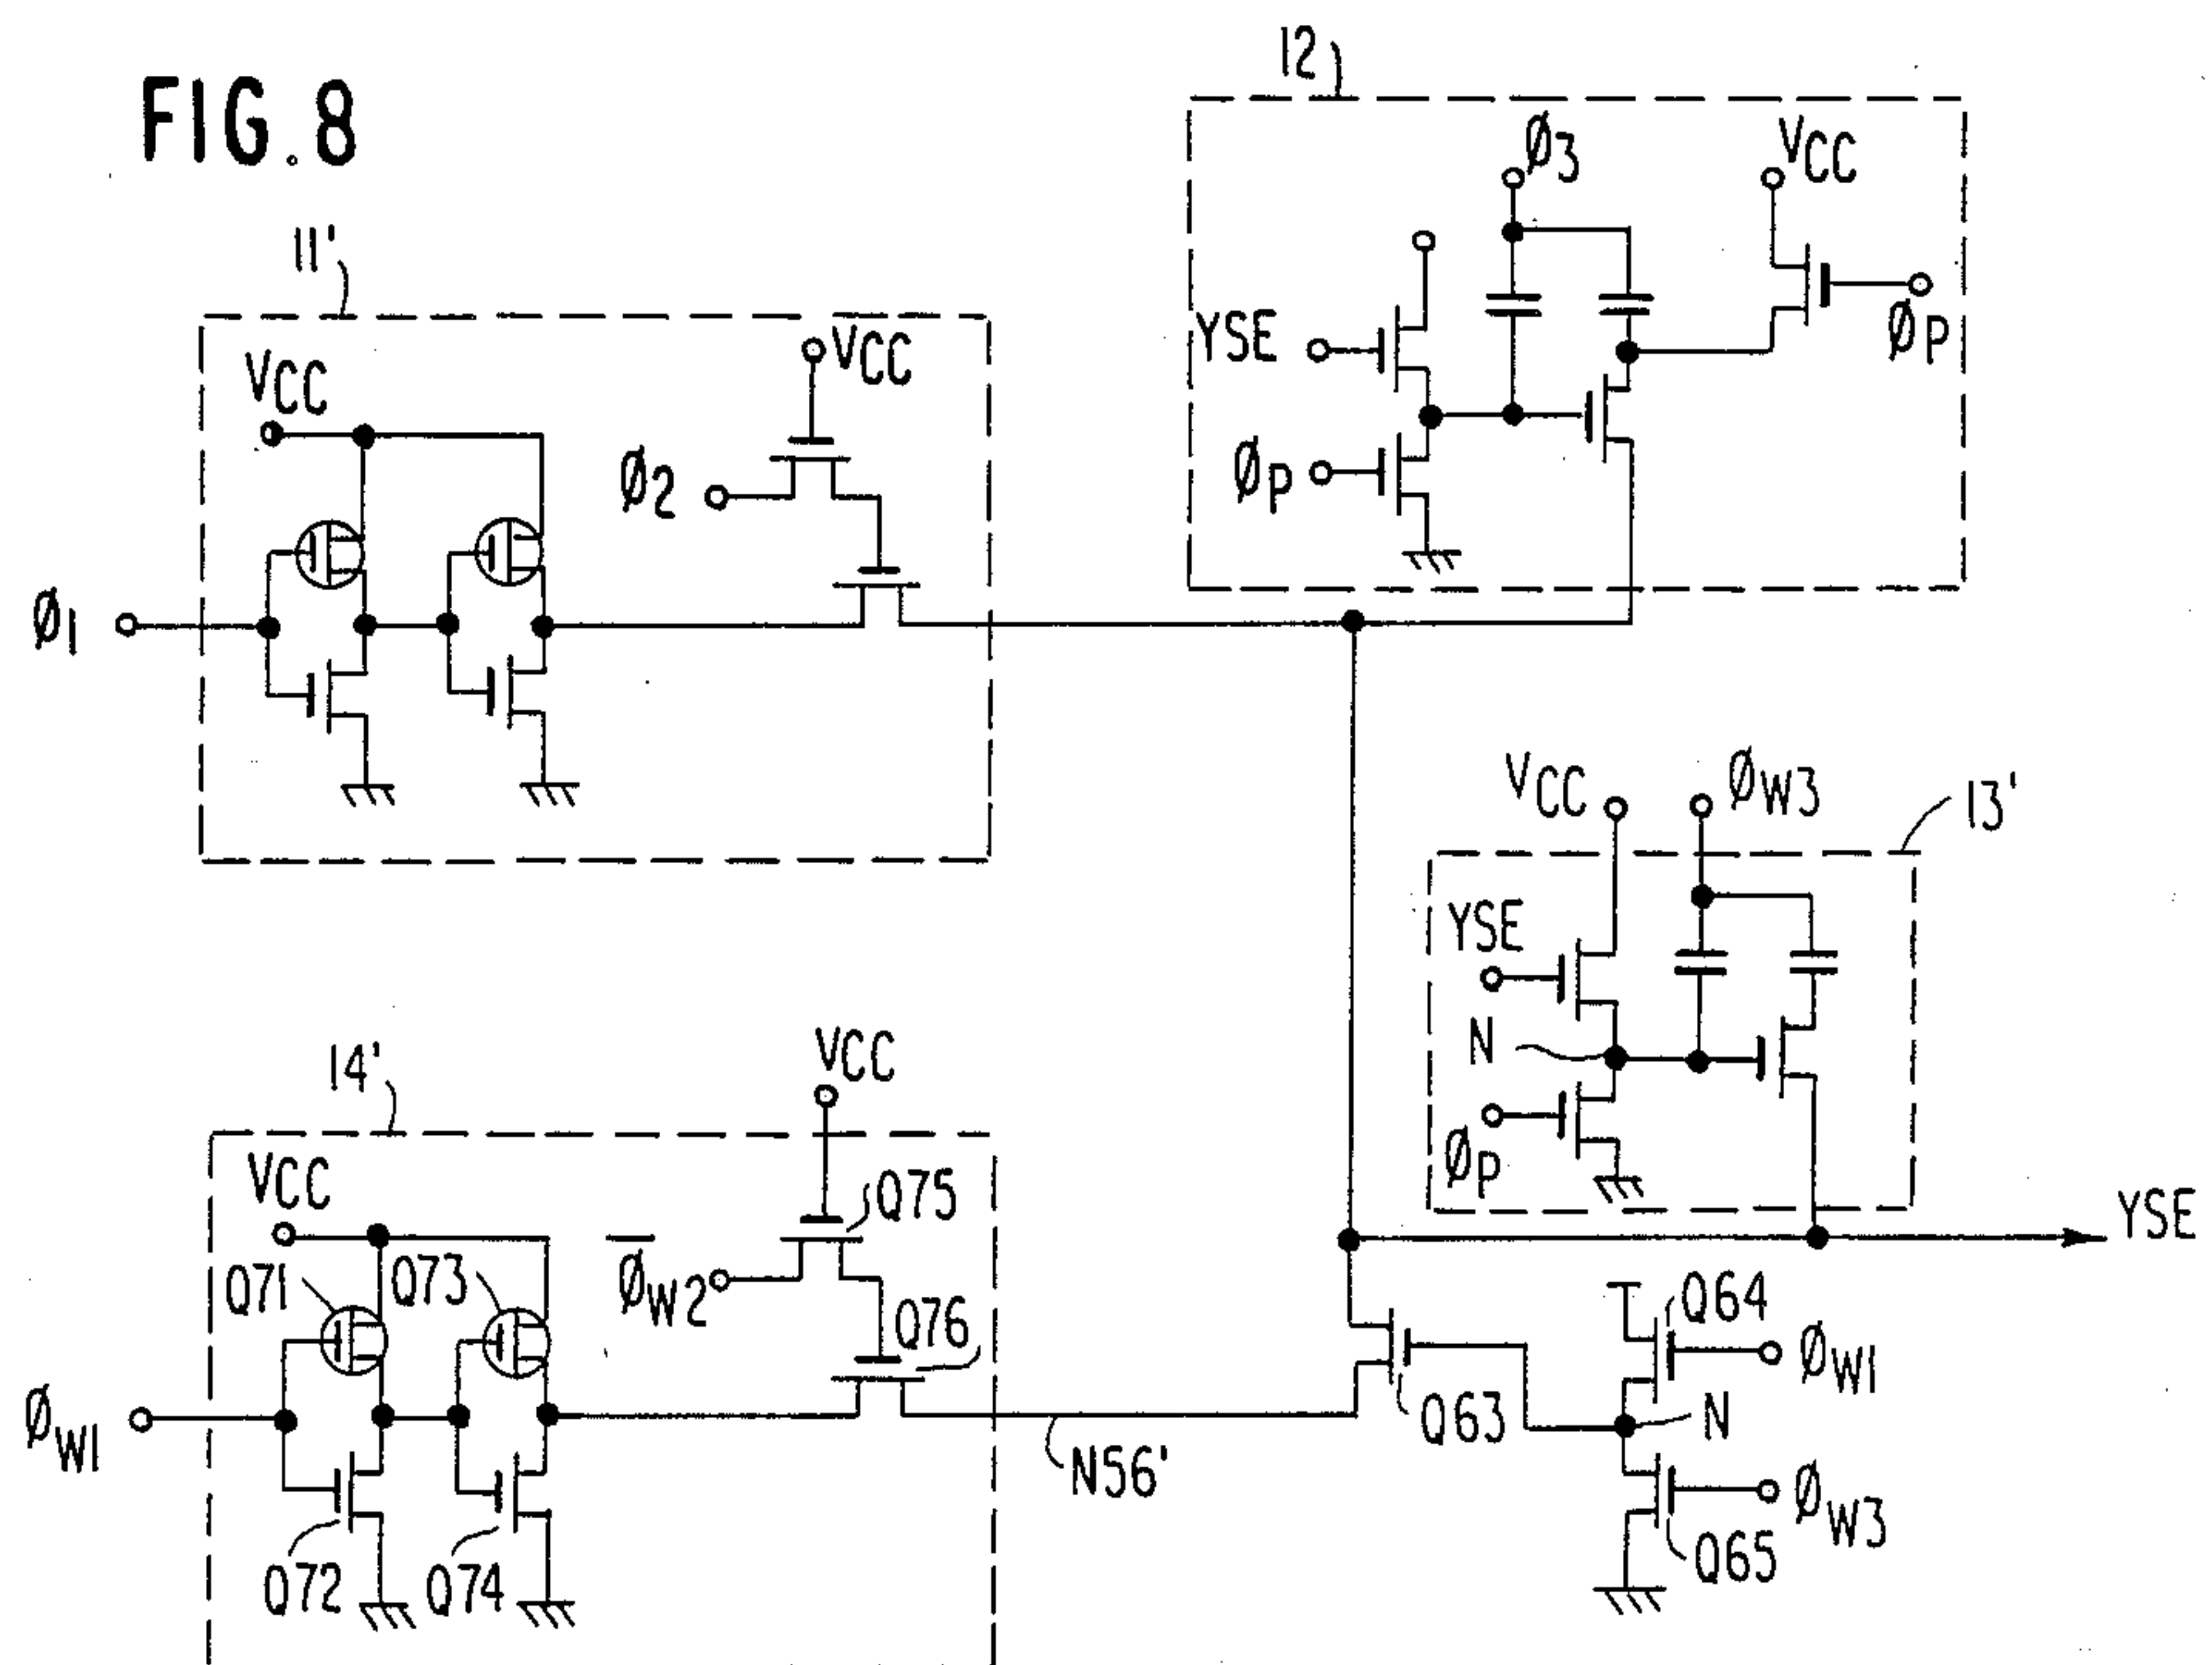 FIG. 8
12
Ø3
VCC
11'
YSE
ØP
VCC
VCC
Ø2
ØP
Ø1
VCC
ØW3
13'
YSE
N
14'
VCC
ØP
VCC
Q75
YSE
Q71
Q73
Ø̅W2
Q76
Q64
ØW1
ØW1
Q63
N
N56'
ØW3
Q72
Q74
Q65